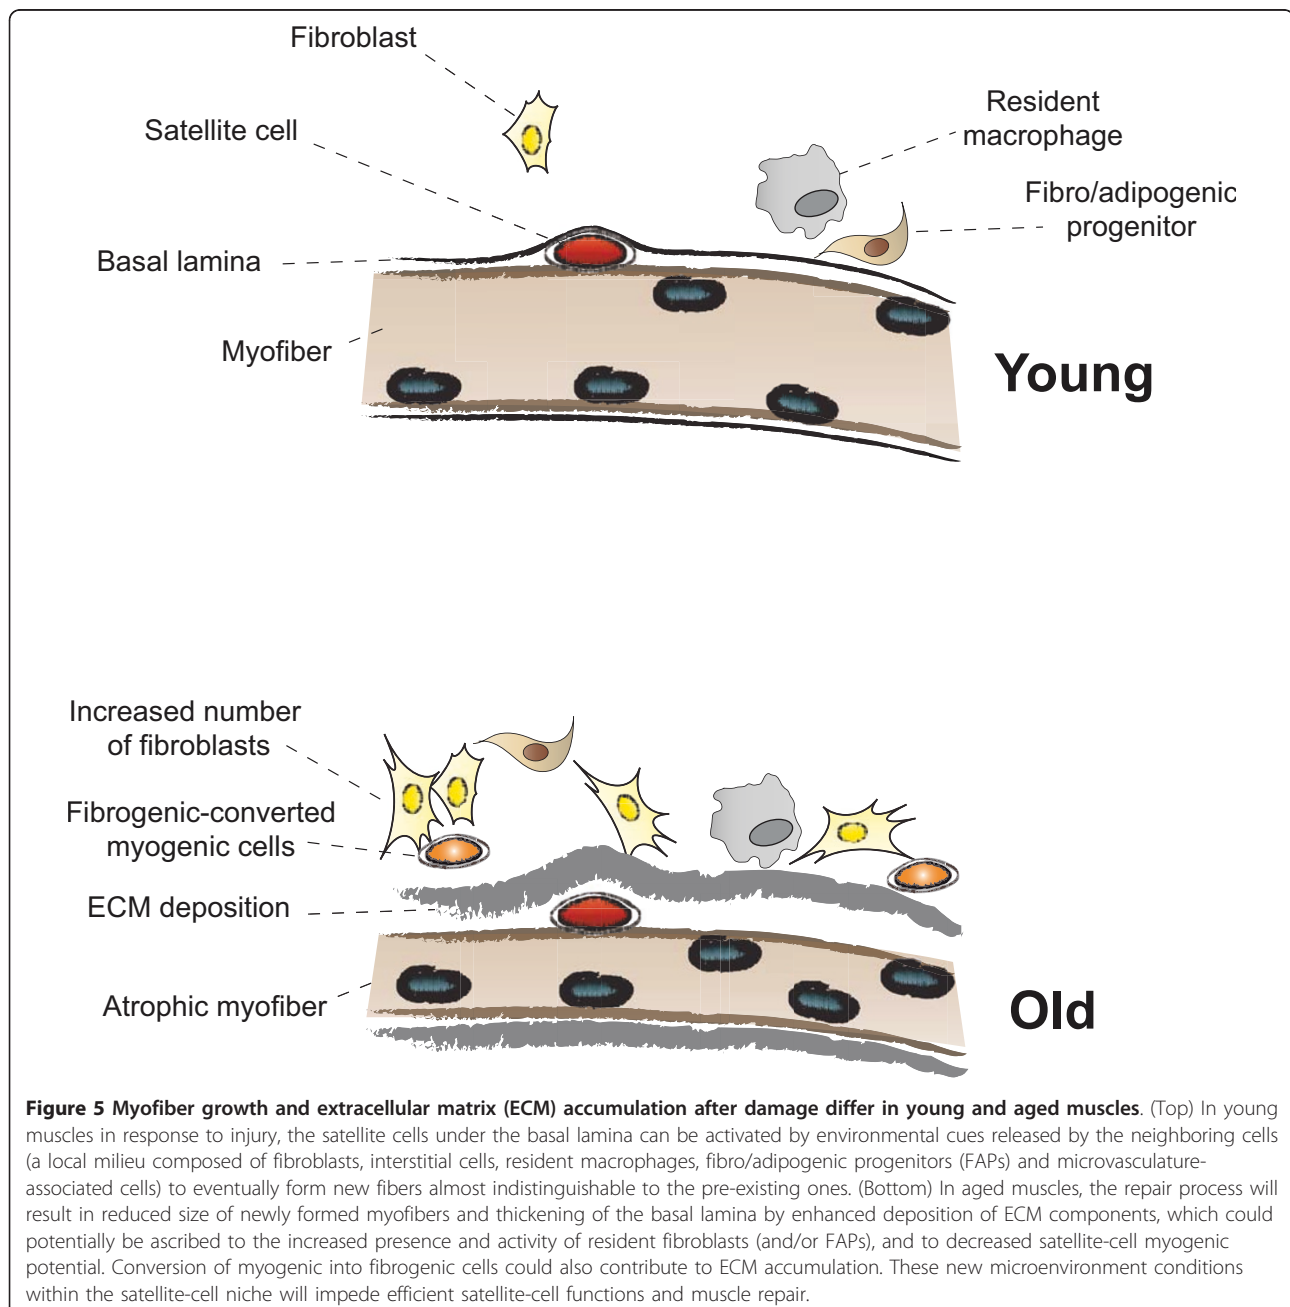 Fibroblast
Satellite cell
Resident
macrophage
Fibro/adipogenic
progenitor
Basal lamina
Myofiber
Young
Increased number
of fibroblasts
Fibrogenic-converted
myogenic cells
ECM deposition
Atrophic myofiber
Old
Figure 5 Myofiber growth and extracellular matrix (ECM) accumulation after damage differ in young and aged muscles. (Top) In young
muscles in response to injury, the satellite cells under the basal lamina can be activated by environmental cues released by the neighboring cells
(a local milieu composed of fibroblasts, interstitial cells, resident macrophages, fibro/adipogenic progenitors (FAPs) and microvasculature-
associated cells) to eventually form new fibers almost indistinguishable to the pre-existing ones. (Bottom) In aged muscles, the repair process will
result in reduced size of newly formed myofibers and thickening of the basal lamina by enhanced deposition of ECM components, which could
potentially be ascribed to the increased presence and activity of resident fibroblasts (and/or FAPs), and to decreased satellite-cell myogenic
potential. Conversion of myogenic into fibrogenic cells could also contribute to ECM accumulation. These new microenvironment conditions
within the satellite-cell niche will impede efficient satellite-cell functions and muscle repair.